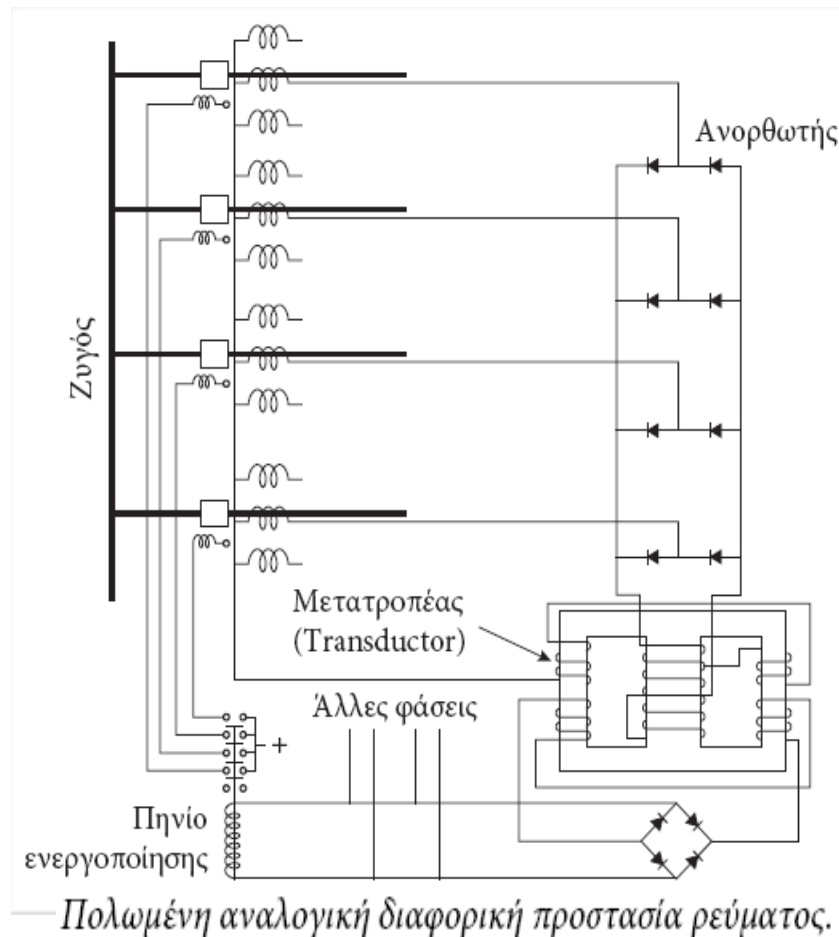 Ανορθωτής
Ζυγός
Μετατροπέας
(Transductor)
Άλλες φάσεις
+
Πηνίο
ενεργοποίησης
Πολωμένη αναλογική διαφορική προστασία ρεύματος.